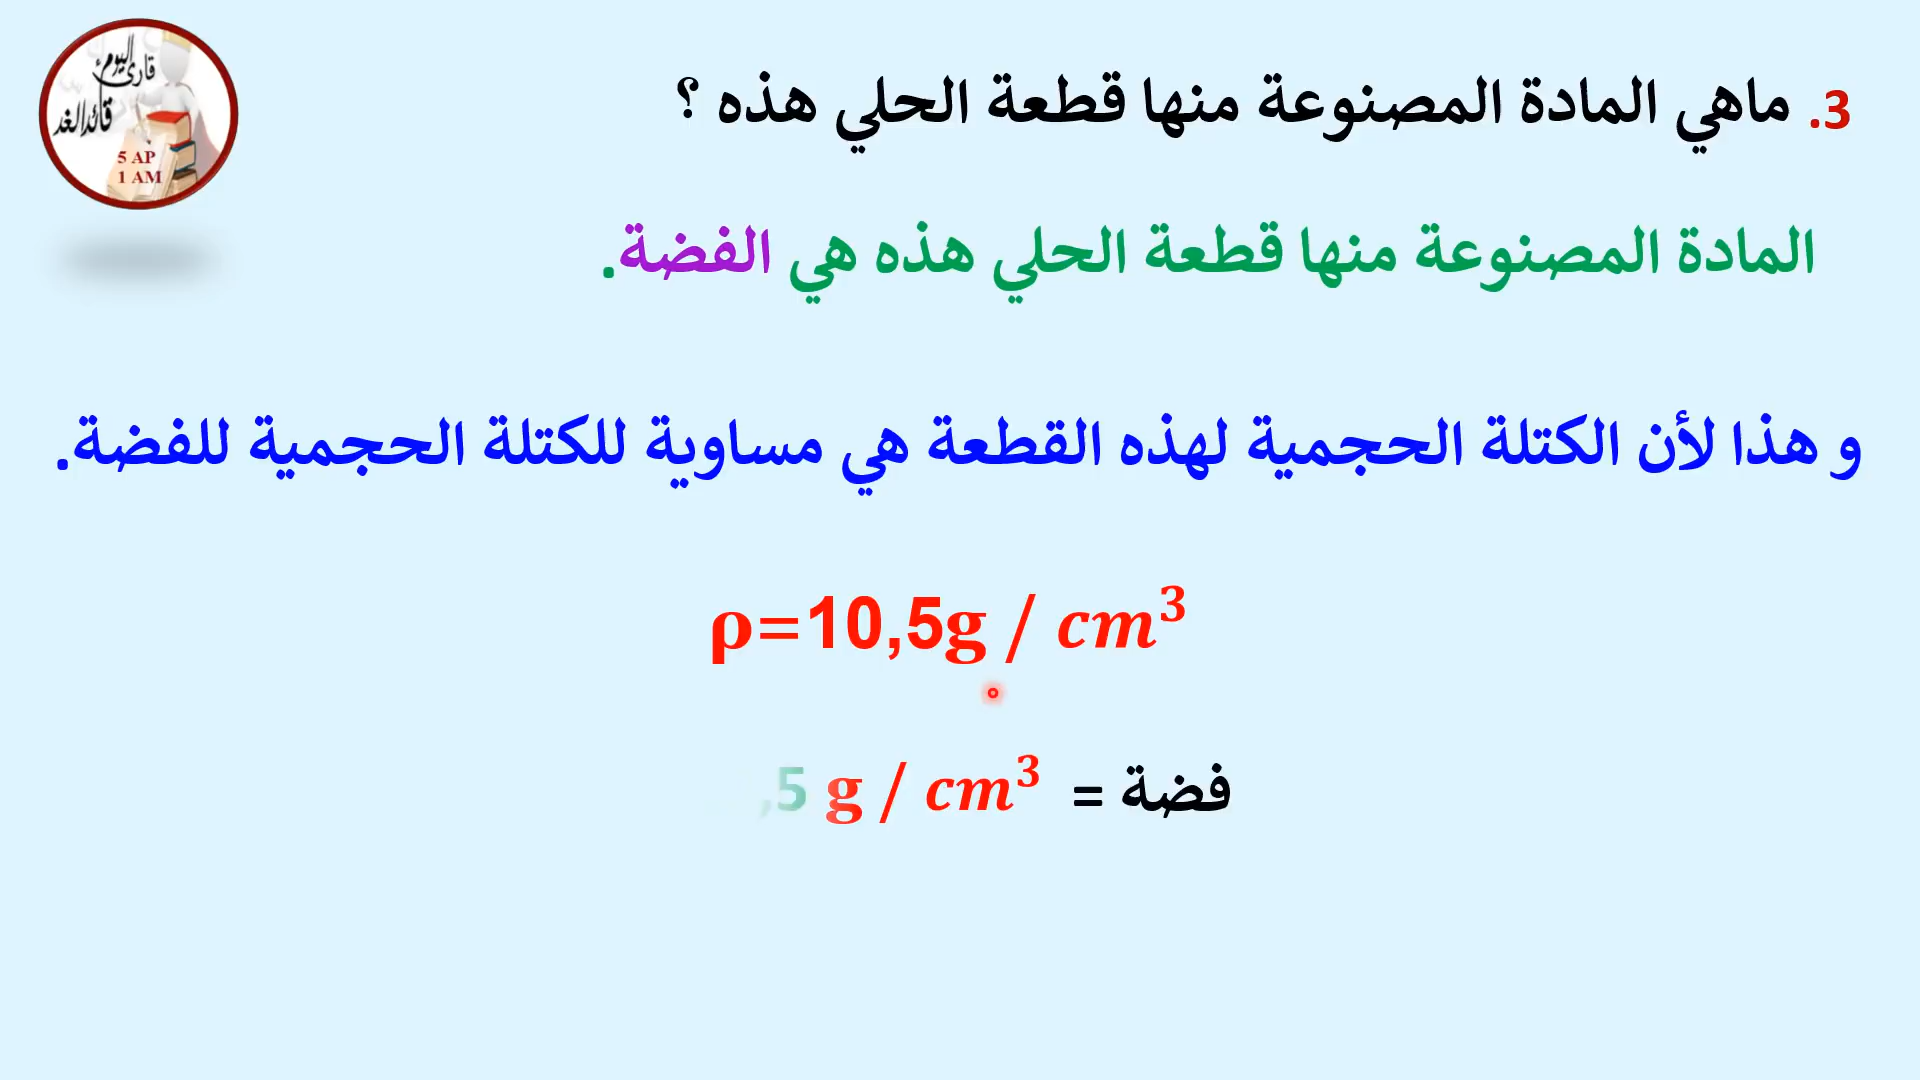 قارئ اليوم
قائد الغد
5 AP
1 AM
3. ماهي المادة المصنوعة منها قطعة الحلي هذه ؟
المادة المصنوعة منها قطعة الحلي هذه هي الفضة.
و هذا لأن الكتلة الحجمية لهذه القطعة هي مساوية للكتلة الحجمية للفضة.
ρ=10,5g / cm³
فضة = ,5 g / cm³